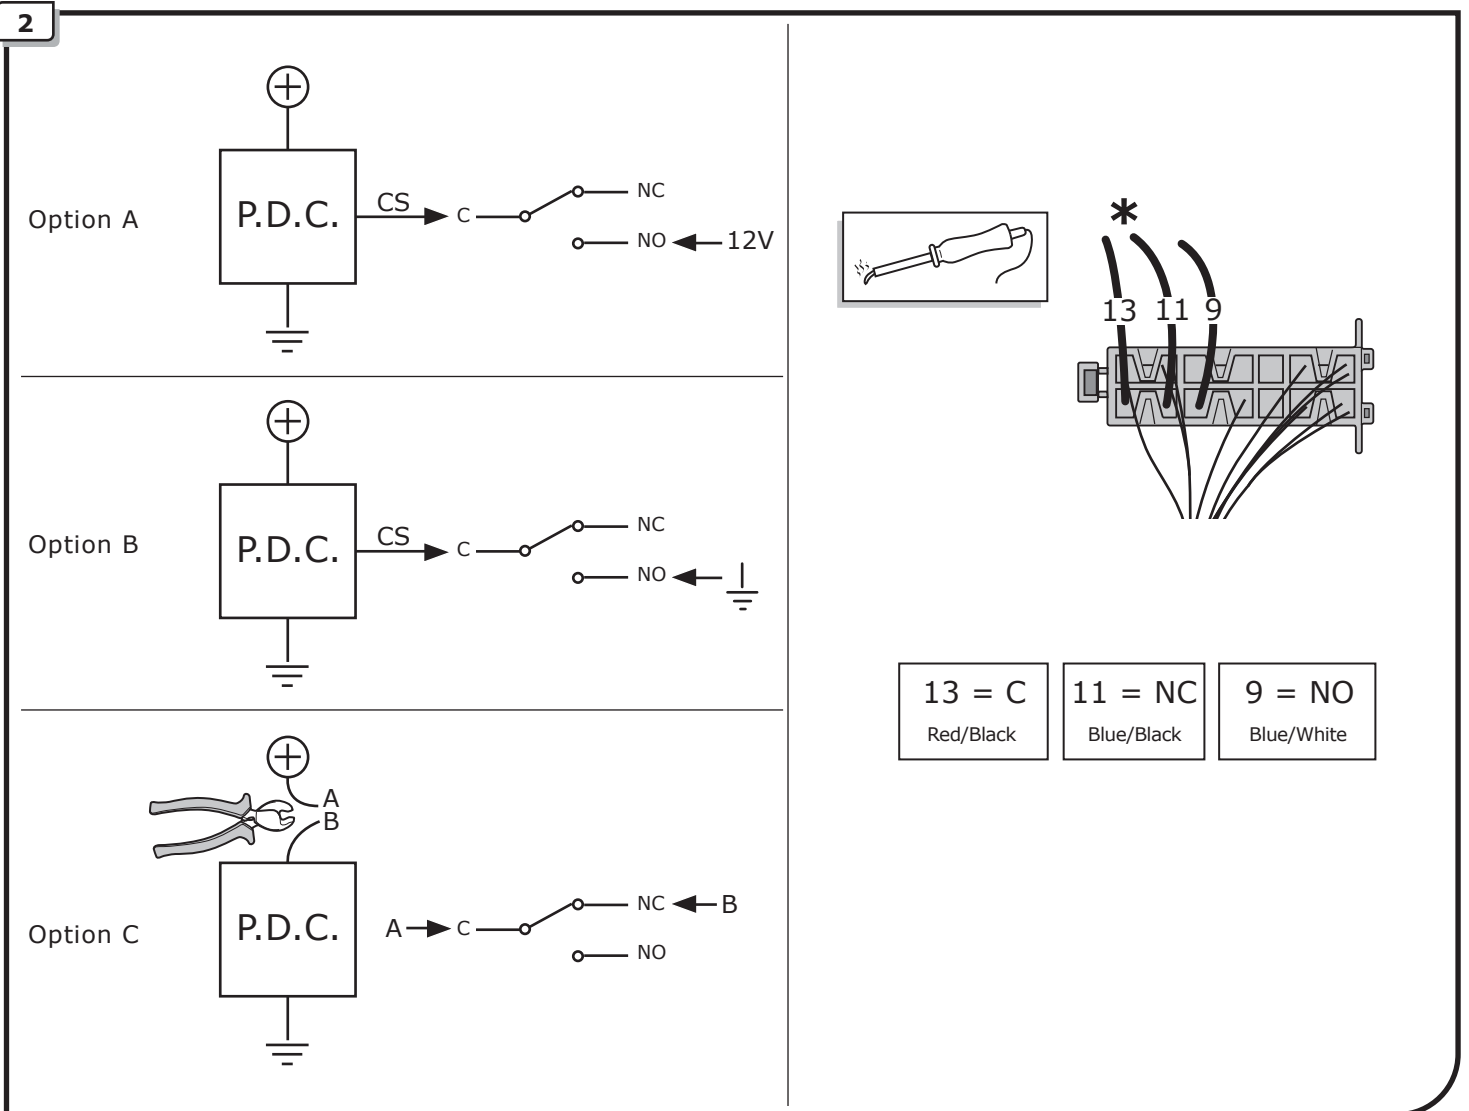 2
Option A
P.D.C.
CS
C
NC
NO
12V
Option B
P.D.C.
CS
C
NC
NO
A
B
Option C
P.D.C.
A
C
NC
B
NO
*
13 11 9
13 = C
Red/Black
11 = NC
Blue/Black
9 = NO
Blue/White